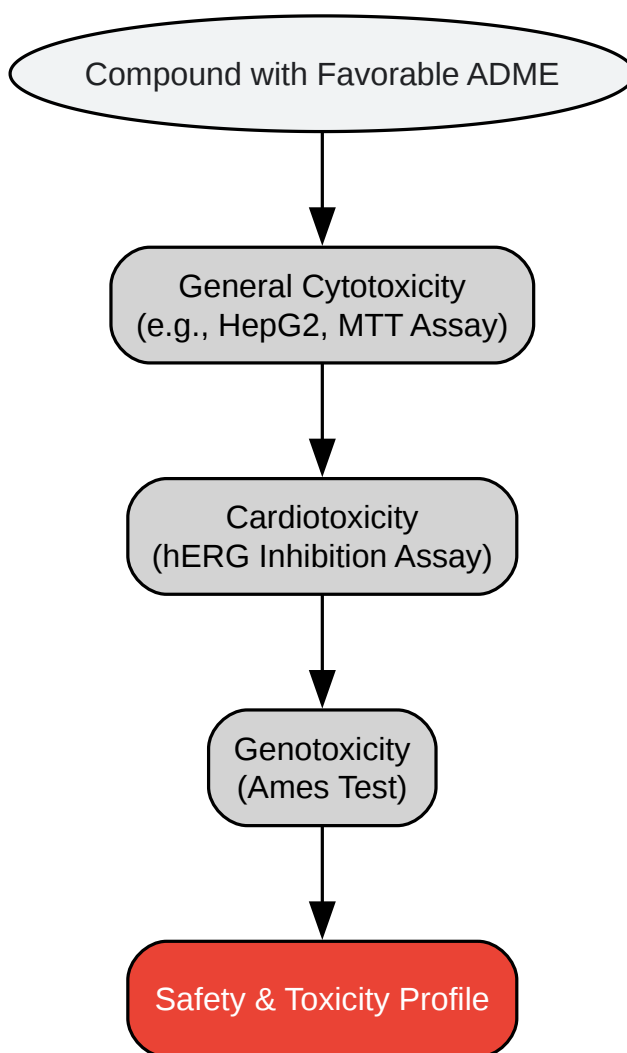 Compound with Favorable ADME
General Cytotoxicity
(e.g., HepG2, MTT Assay)
Cardiotoxicity
(hERG Inhibition Assay)
Genotoxicity
(Ames Test)
Safety & Toxicity Profile